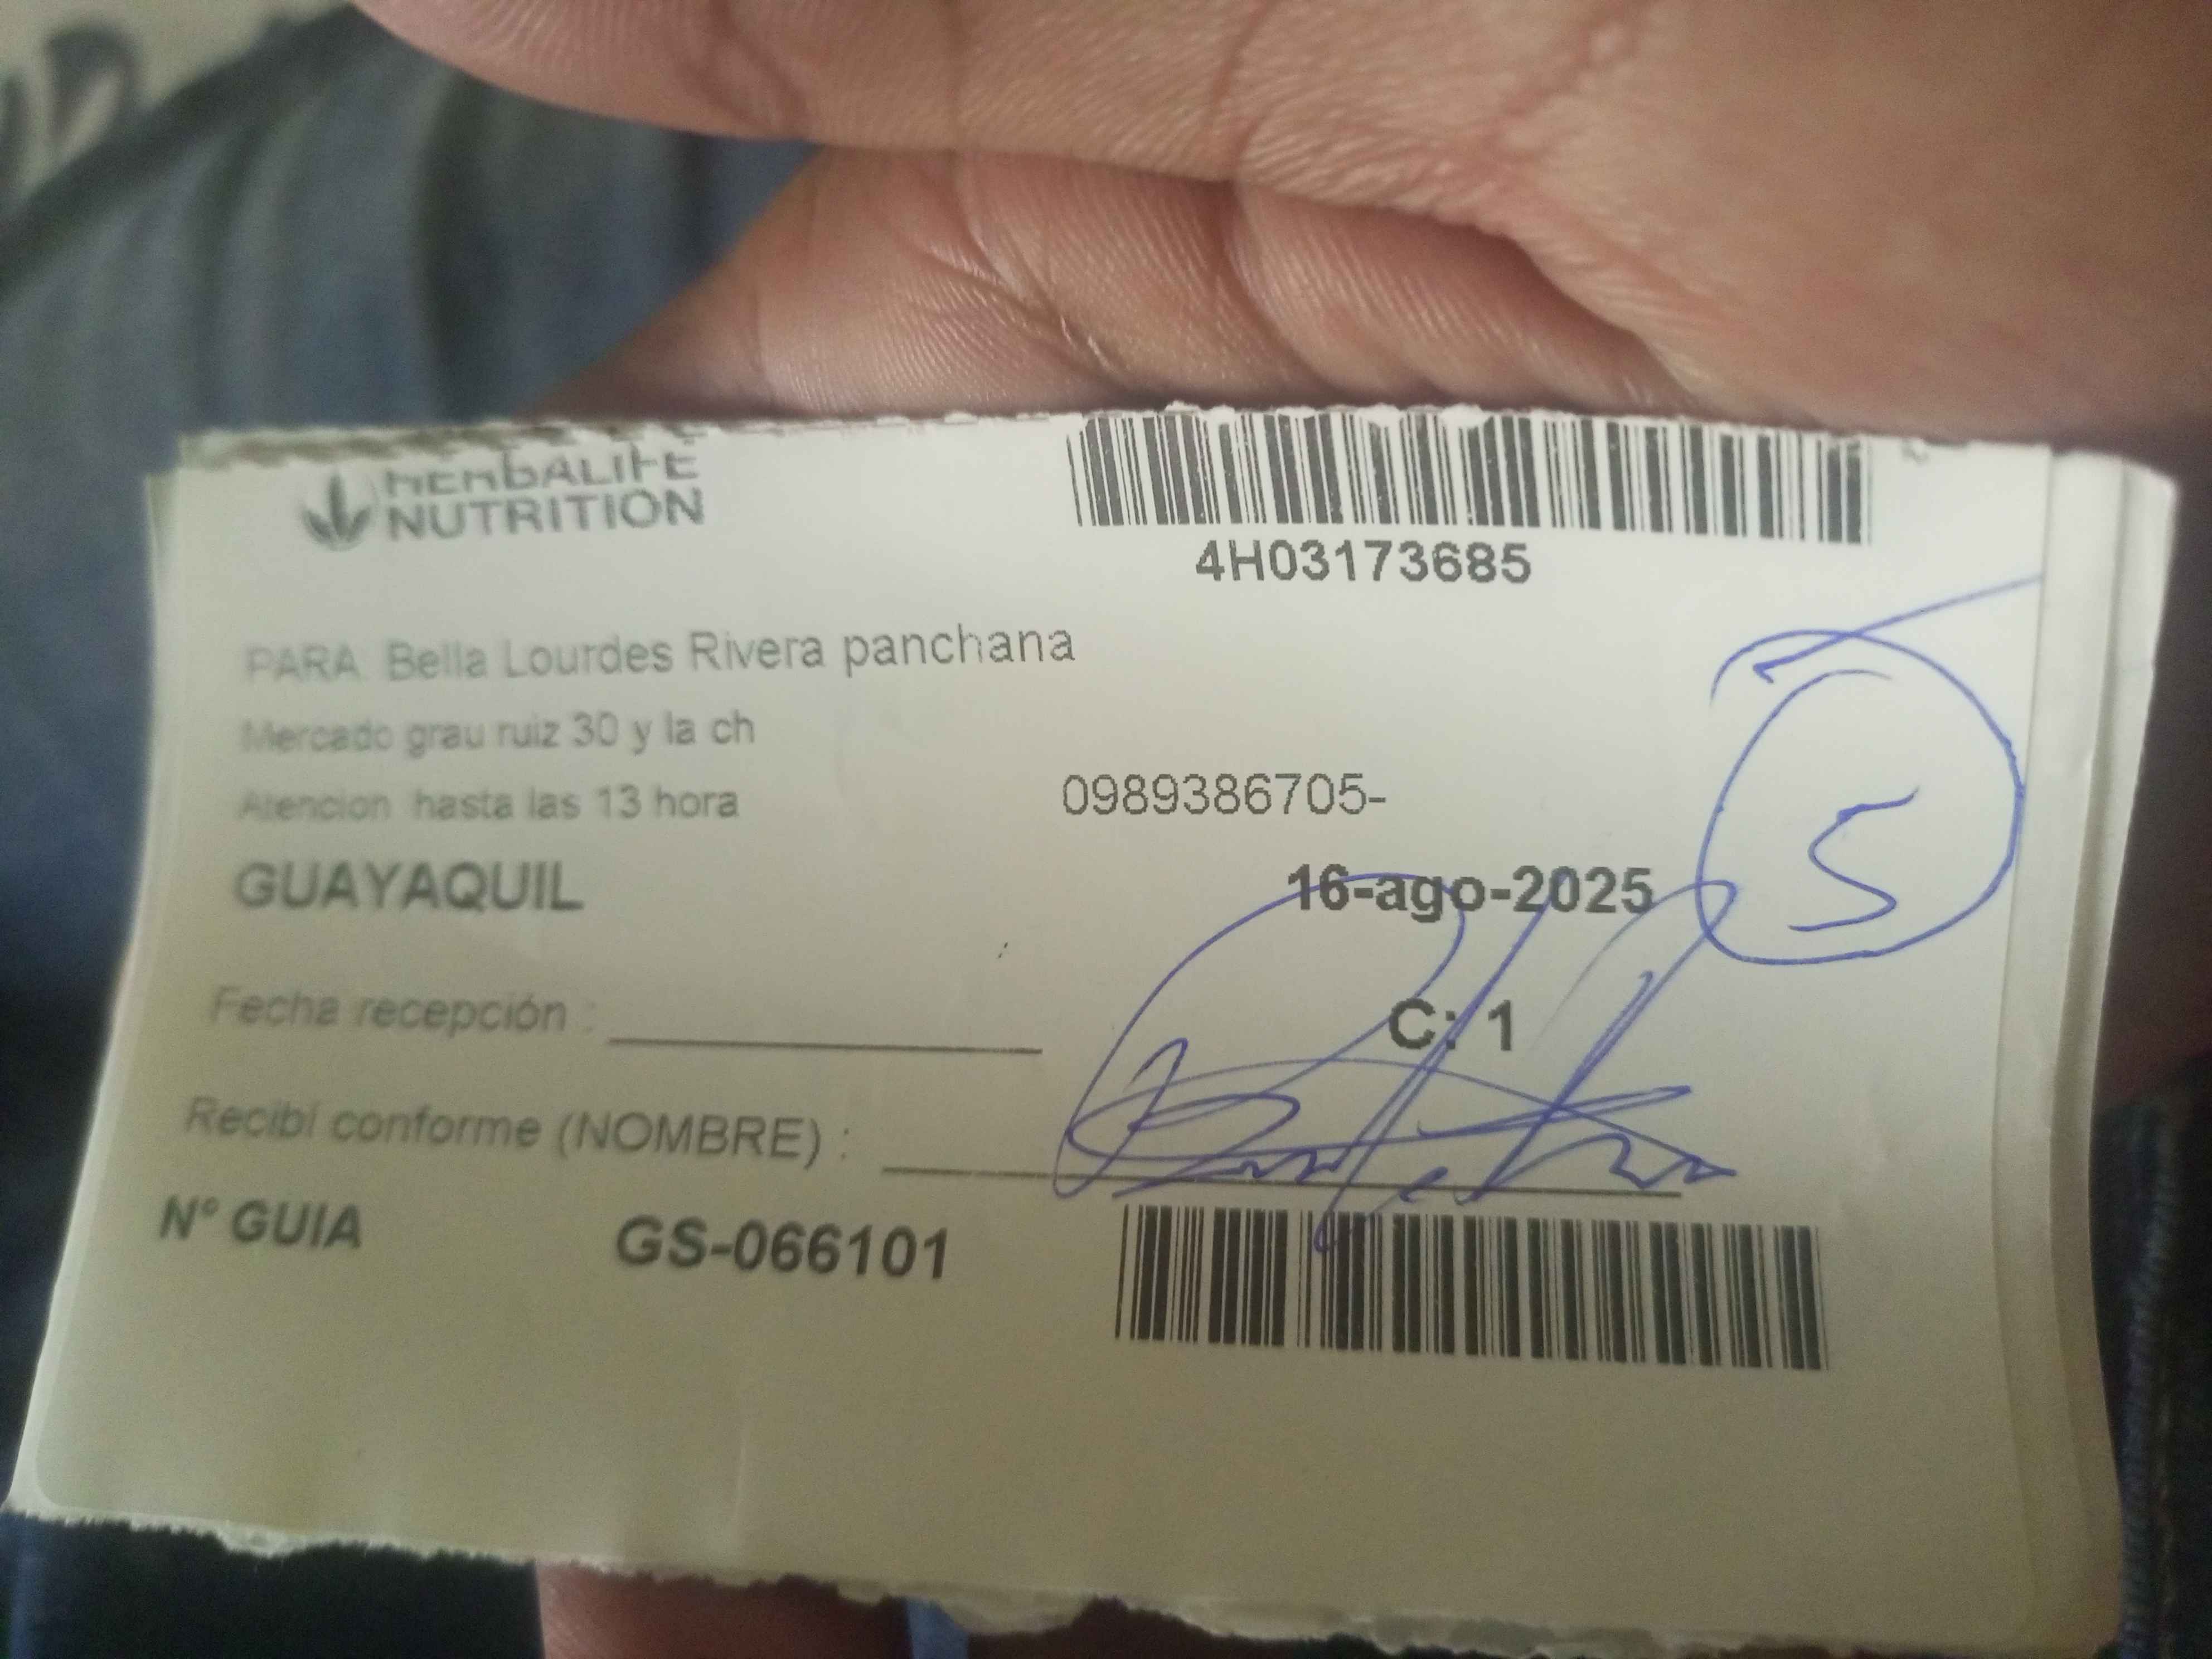 HERBALIFE
NUTRITION
4H03173685
PARA Bella Lourdes Rivera panchana
Mercado grau ruiz 30 y la ch
Atencion hasta las 13 hora
0989386705-
GUAYAQUIL
16-ago-2025
5
Fecha recepción :
C: 1
Recibí conforme (NOMBRE) :
N° GUIA
GS-066101